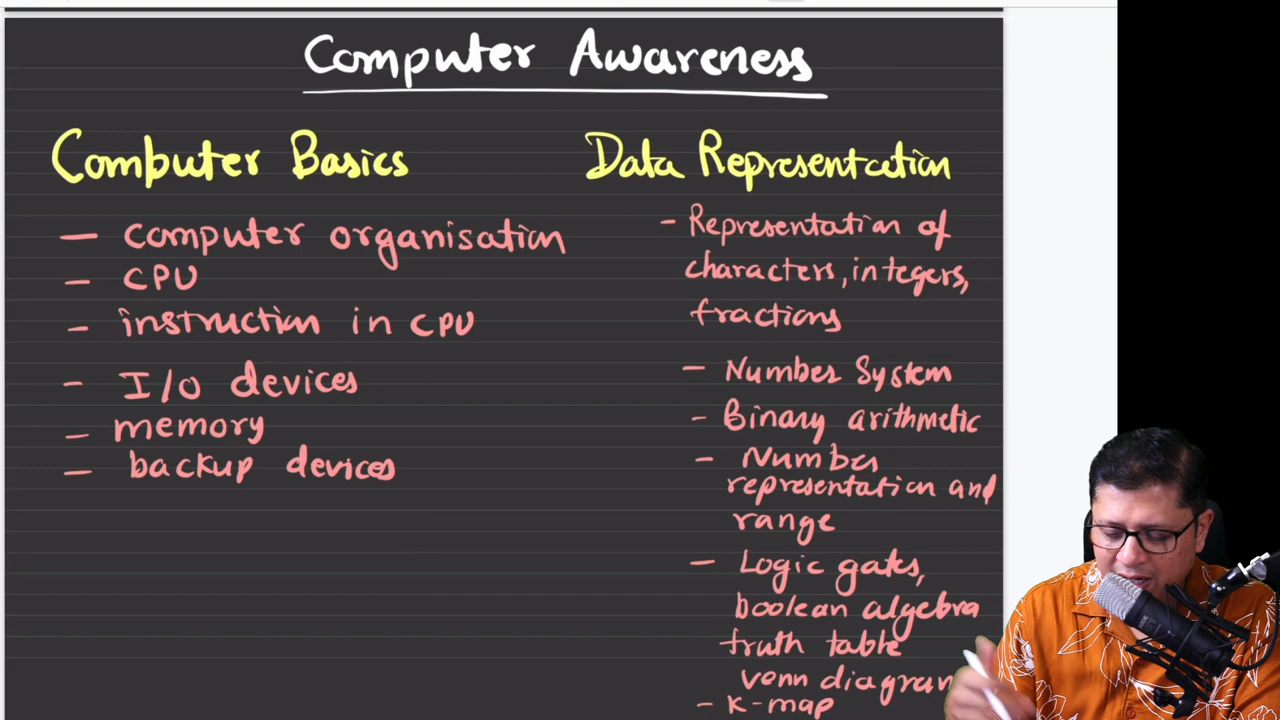 Computer Awareness
Computer Basics
- Computer organisation
- CPU
- instruction in CPU
- I/O devices
- memory
- backup devices
Data Representation
- Representation of
characters, integers,
fractions
- Number System
- Binary arithmetic
- Number
representation and
range
- Logic gates,
boolean algebra
truth table
venn diagram
- K-map